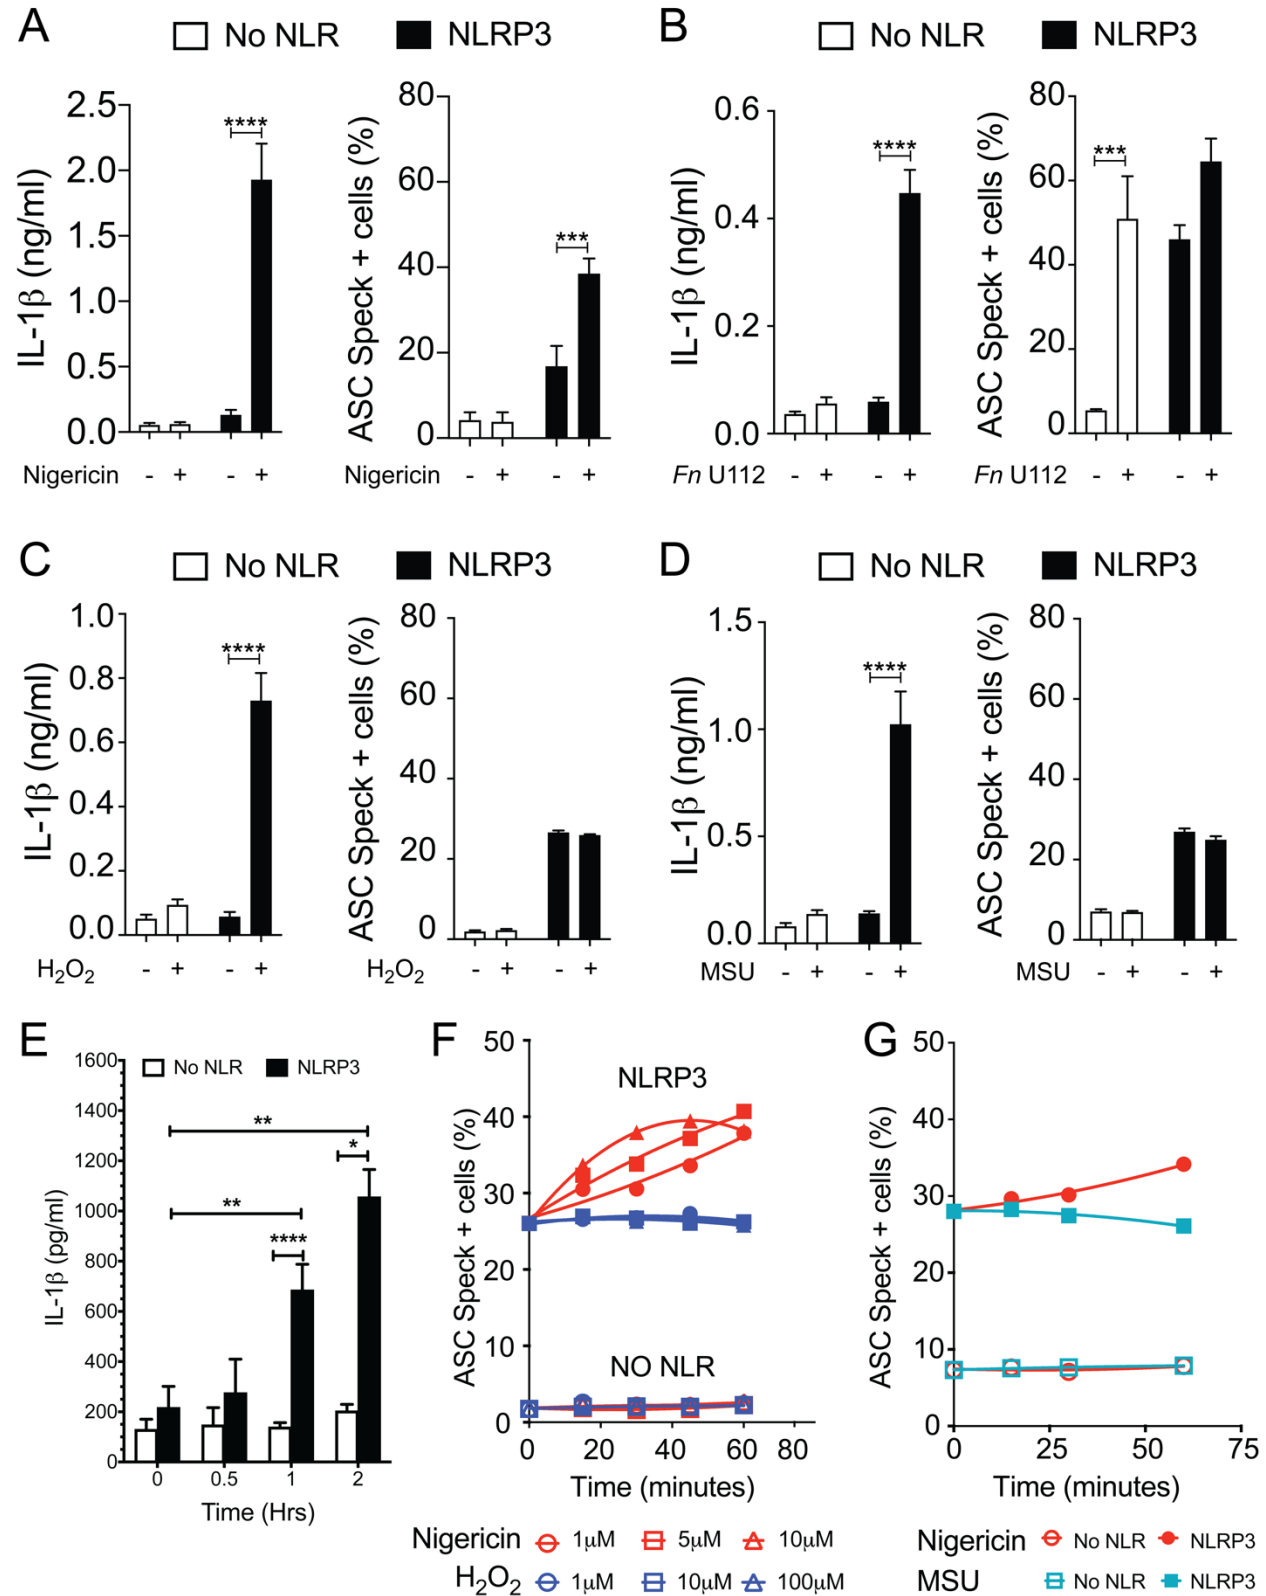 A
No NLR
NLRP3
B
No NLR
NLRP3
IL-1β (ng/ml)
2.5
2.0
1.5
1.0
0.5
0.0
****
Nigericin - + - +
ASC Speck + cells (%)
80
60
40
20
0
***
Nigericin - + - +
IL-1β (ng/ml)
0.6
0.4
0.2
0.0
****
Fn U112 - + - +
ASC Speck + cells (%)
80
60
40
20
0
***
Fn U112 - + - +
C
No NLR
NLRP3
D
No NLR
NLRP3
IL-1β (ng/ml)
1.0
0.8
0.6
0.4
0.2
0.0
****
H2O2 - + - +
ASC Speck + cells (%)
80
60
40
20
0
H2O2 - + - +
IL-1β (ng/ml)
1.5
1.0
0.5
0.0
****
MSU - + - +
ASC Speck + cells (%)
80
60
40
20
0
MSU - + - +
E
No NLR
NLRP3
IL-1β (pg/ml)
1600
1400
1200
1000
800
600
400
200
0
**
*
**
****
0 0.5 1 2
Time (Hrs)
F
ASC Speck + cells (%)
50
40
30
20
10
0
NLRP3
NO NLR
0 20 40 60 80
Time (minutes)
Nigericin 1μM 5μM 10μM
H2O2 1μM 10μM 100μM
G
ASC Speck + cells (%)
50
40
30
20
10
0
0 25 50 75
Time (minutes)
Nigericin No NLR NLRP3
MSU No NLR NLRP3